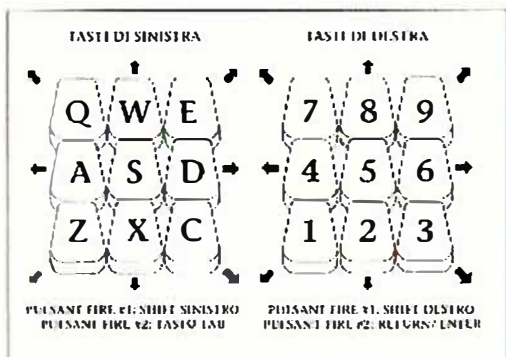 TASTI DI SINISTRA
TASTI DI DESTRA
Q W E
7 8 9
A S D
4 5 6
Z X C
1 2 3
PULSANT FIRE #1: SHIFT SINISTRO
PULSANT FIRE #2: TASTO TAB
PULSANT FIRE #1: SHIFT DESTRO
PULSANT FIRE #2: RETURN/ENTER